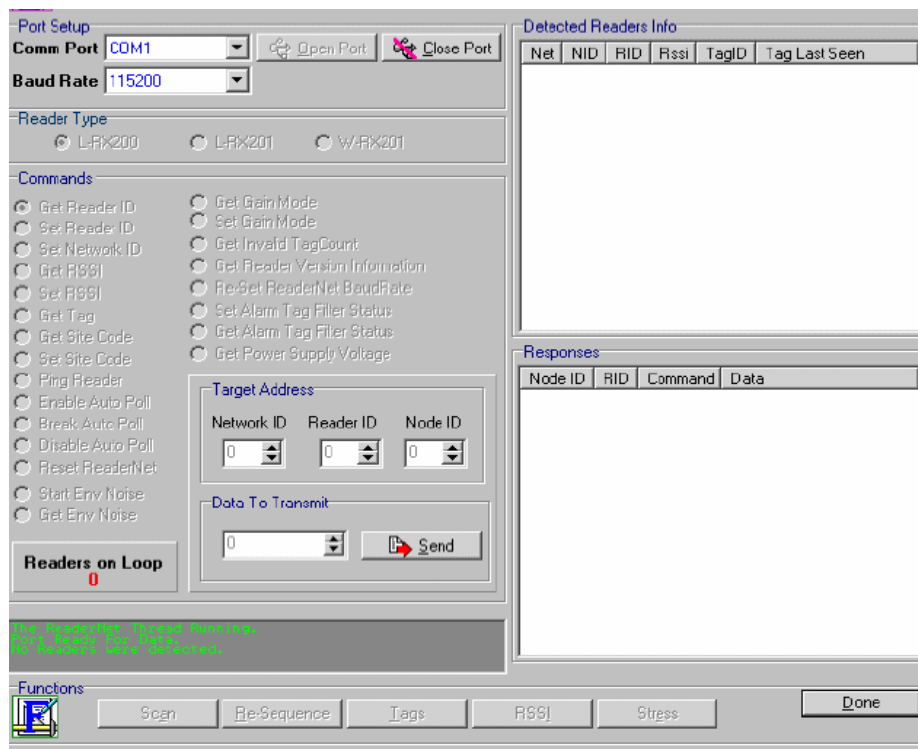 Port Setup
Comm Port COM1 Open Port Close Port
Baud Rate 115200
Reader Type
L-RX200 L-RX201 W-RX201
Commands
Get Reader ID
Set Reader ID
Set Network ID
Get RSSI
Set RSSI
Get Tag
Get Site Code
Set Site Code
Ping Reader
Enable Auto Poll
Break Auto Poll
Disable Auto Poll
Reset ReaderNet
Start Env Noise
Get Env Noise
Get Gain Mode
Set Gain Mode
Get Invalid TagCount
Get Reader Version Information
Re-Set ReaderNet BaudRate
Set Alarm Tag Filter Status
Get Alarm Tag Filter Status
Get Power Supply Voltage
Target Address
Network ID Reader ID Node ID
0 0 0
Data To Transmit
0 Send
Readers on Loop
0
The ReaderNet Thread Running.
Port Ready For Data.
No Readers were detected.
Detected Readers Info
Net NID RID Rssi TagID Tag Last Seen
Responses
Node ID RID Command Data
Functions
Scan Re-Sequence Tags RSSI Stress Done